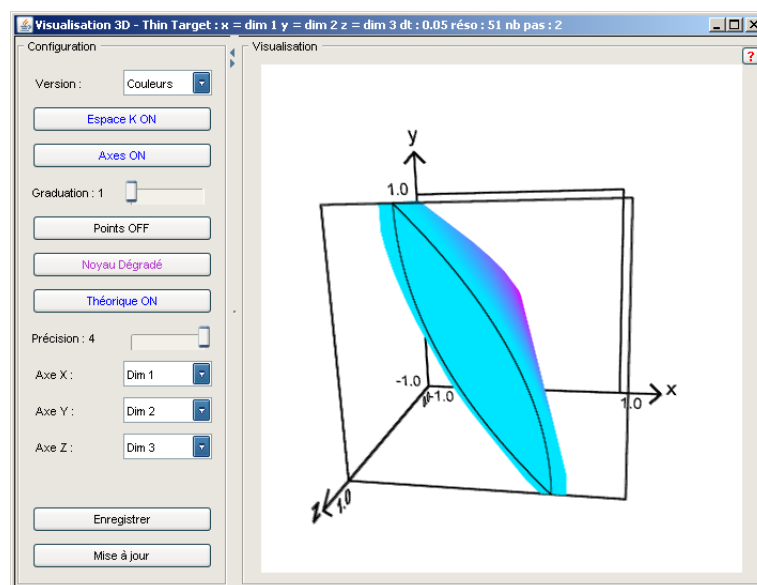 Visualisation 3D - Thin Target : x = dim 1 y = dim 2 z = dim 3 dt : 0.05 réso : 51 nb pas : 2
Configuration
Version :
Couleurs
Espace K ON
Axes ON
Graduation : 1
Points OFF
Noyau Dégradé
Théorique ON
Précision : 4
Axe X :
Dim 1
Axe Y :
Dim 2
Axe Z :
Dim 3
Enregistrer
Mise à jour
Visualisation
?
y
1.0
-1.0
-1.0
1.0
x
1.0
z